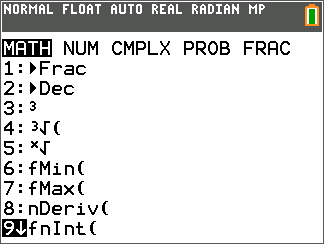 NORMAL FLOAT AUTO REAL RADIAN MP
MATH NUM CMPLX PROB FRAC
1:▶Frac
2:▶Dec
3:³
4:³√(
5:ˣ√
6:fMin(
7:fMax(
8:nDeriv(
9↓fnInt(